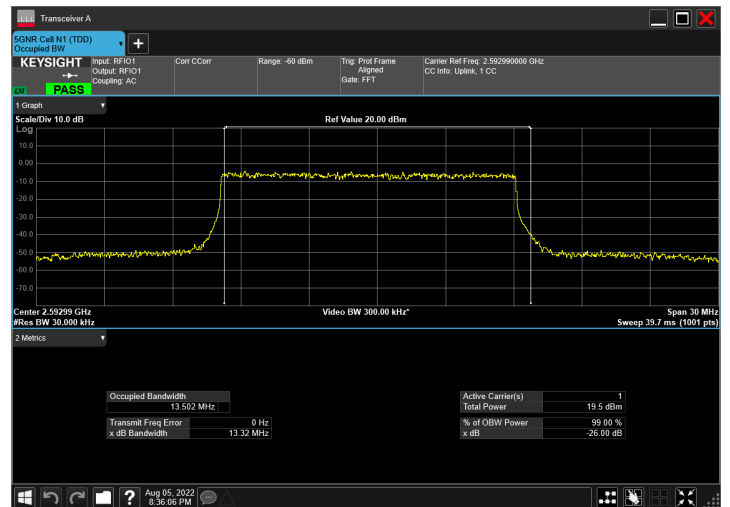 Transceiver A
5GNR Cell N1 (TDD)
Occupied BW
+
KEYSIGHT
LXI
PASS
Input: RFIO1
Output: RFIO1
Coupling: AC
Corr CCorr
Range: -60 dBm
Trig: Prot Frame
Aligned
Gate: FFT
Carrier Ref Freq: 2.592990000 GHz
CC Info: Uplink, 1 CC
1 Graph
Scale/Div 10.0 dB
Ref Value 20.00 dBm
Log
10.0
0.00
-10.0
-20.0
-30.0
-40.0
-50.0
-60.0
-70.0
Center 2.59299 GHz
Video BW 300.00 kHz*
Span 30 MHz
#Res BW 30.000 kHz
Sweep 39.7 ms (1001 pts)
2 Metrics
Occupied Bandwidth
13.502 MHz
Transmit Freq Error 0 Hz
x dB Bandwidth 13.32 MHz
Active Carrier(s) 1
Total Power 19.5 dBm
% of OBW Power 99.00 %
x dB -26.00 dB
?
Aug 05, 2022
8:36:06 PM